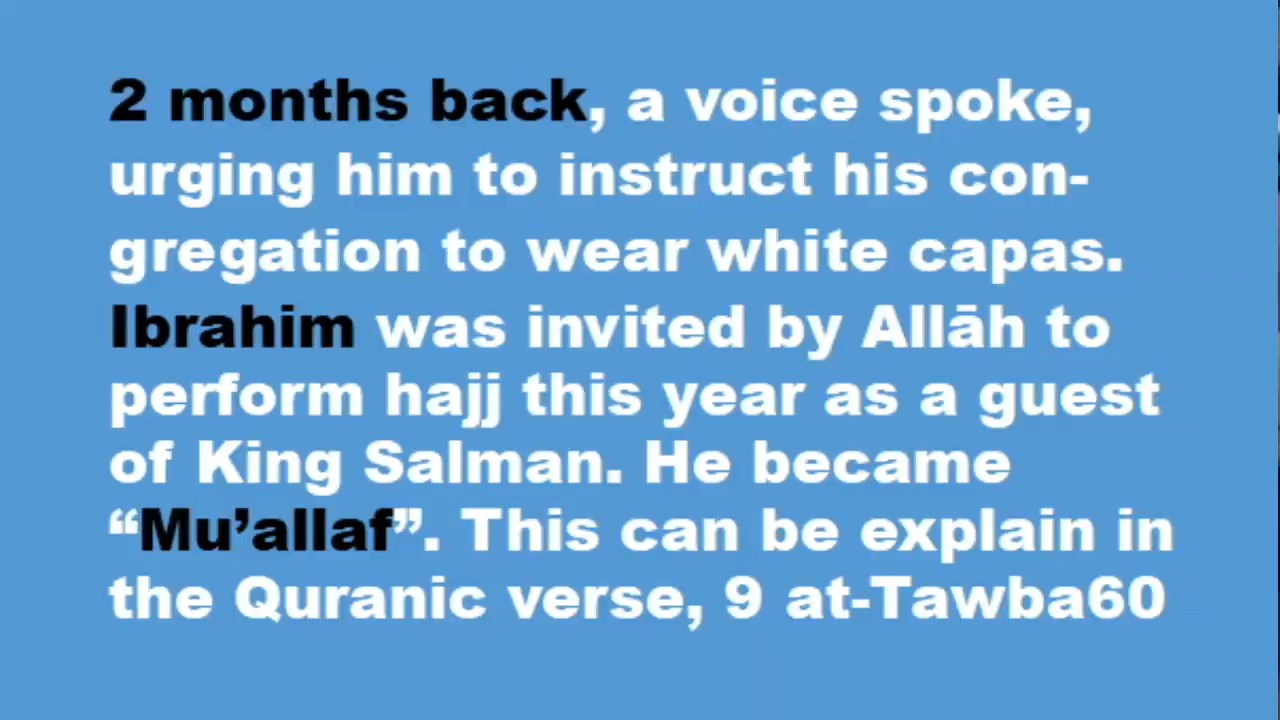 2 months back, a voice spoke,
urging him to instruct his con-
gregation to wear white capas.
Ibrahim was invited by Allāh to
perform hajj this year as a guest
of King Salman. He became
“Mu’allaf”. This can be explain in
the Quranic verse, 9 at-Tawba60